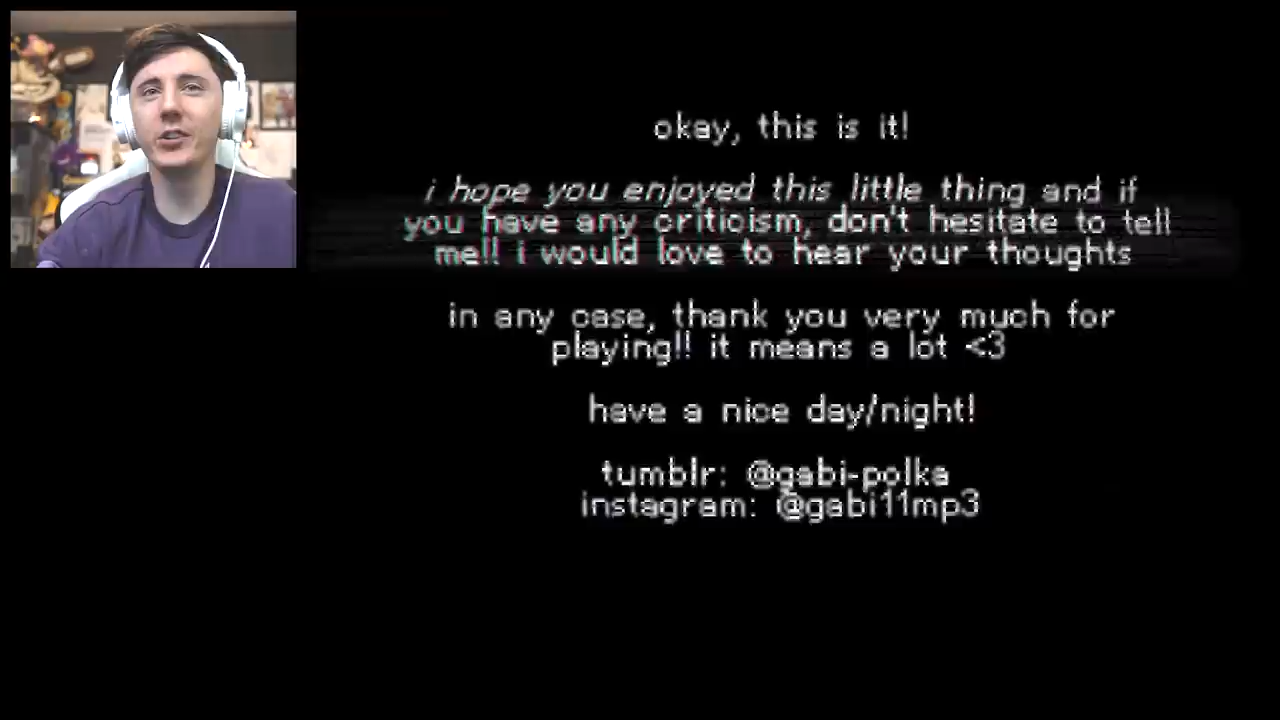 okay, this is it!
i hope you enjoyed this little thing and if
you have any criticism, don't hesitate to tell
me!! i would love to hear your thoughts
in any case, thank you very much for
playing!! it means a lot <3
have a nice day/night!
tumblr: @gabi-polka
instagram: @gabi11mp3